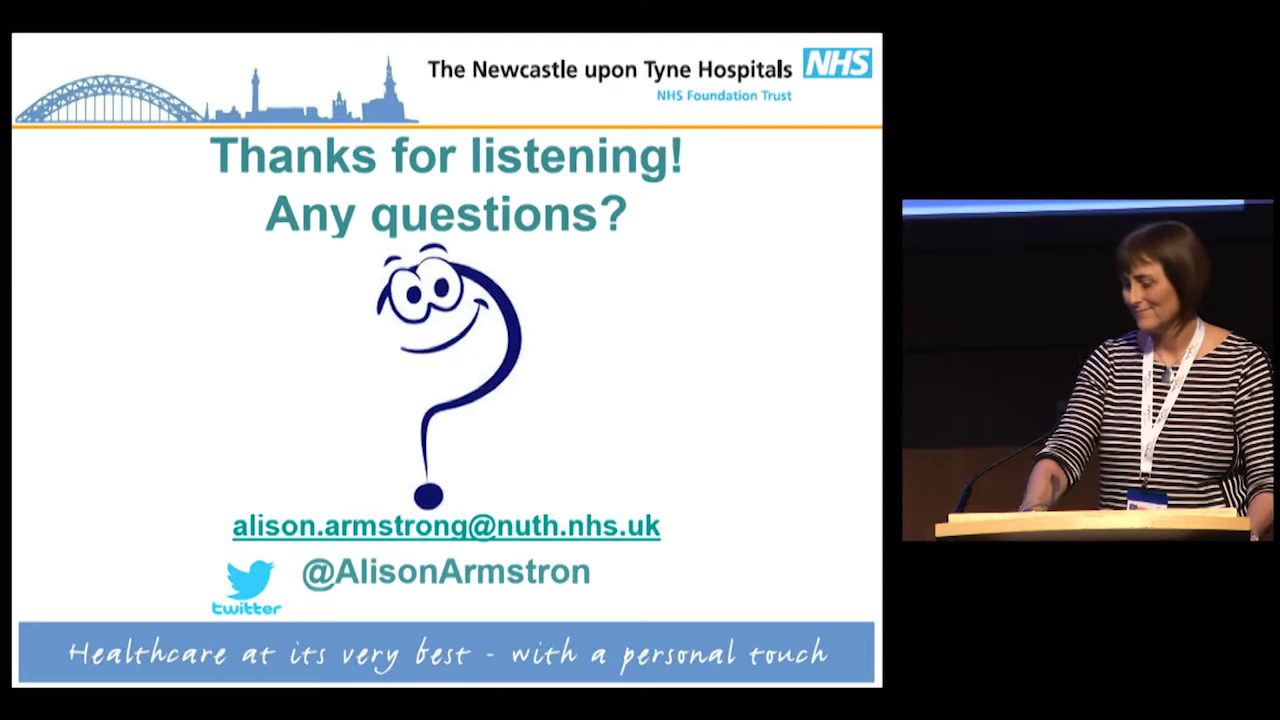 The Newcastle upon Tyne Hospitals NHS
NHS Foundation Trust
Thanks for listening!
Any questions?
alison.armstrong@nuth.nhs.uk
@AlisonArmstron
twitter
Healthcare at its very best - with a personal touch